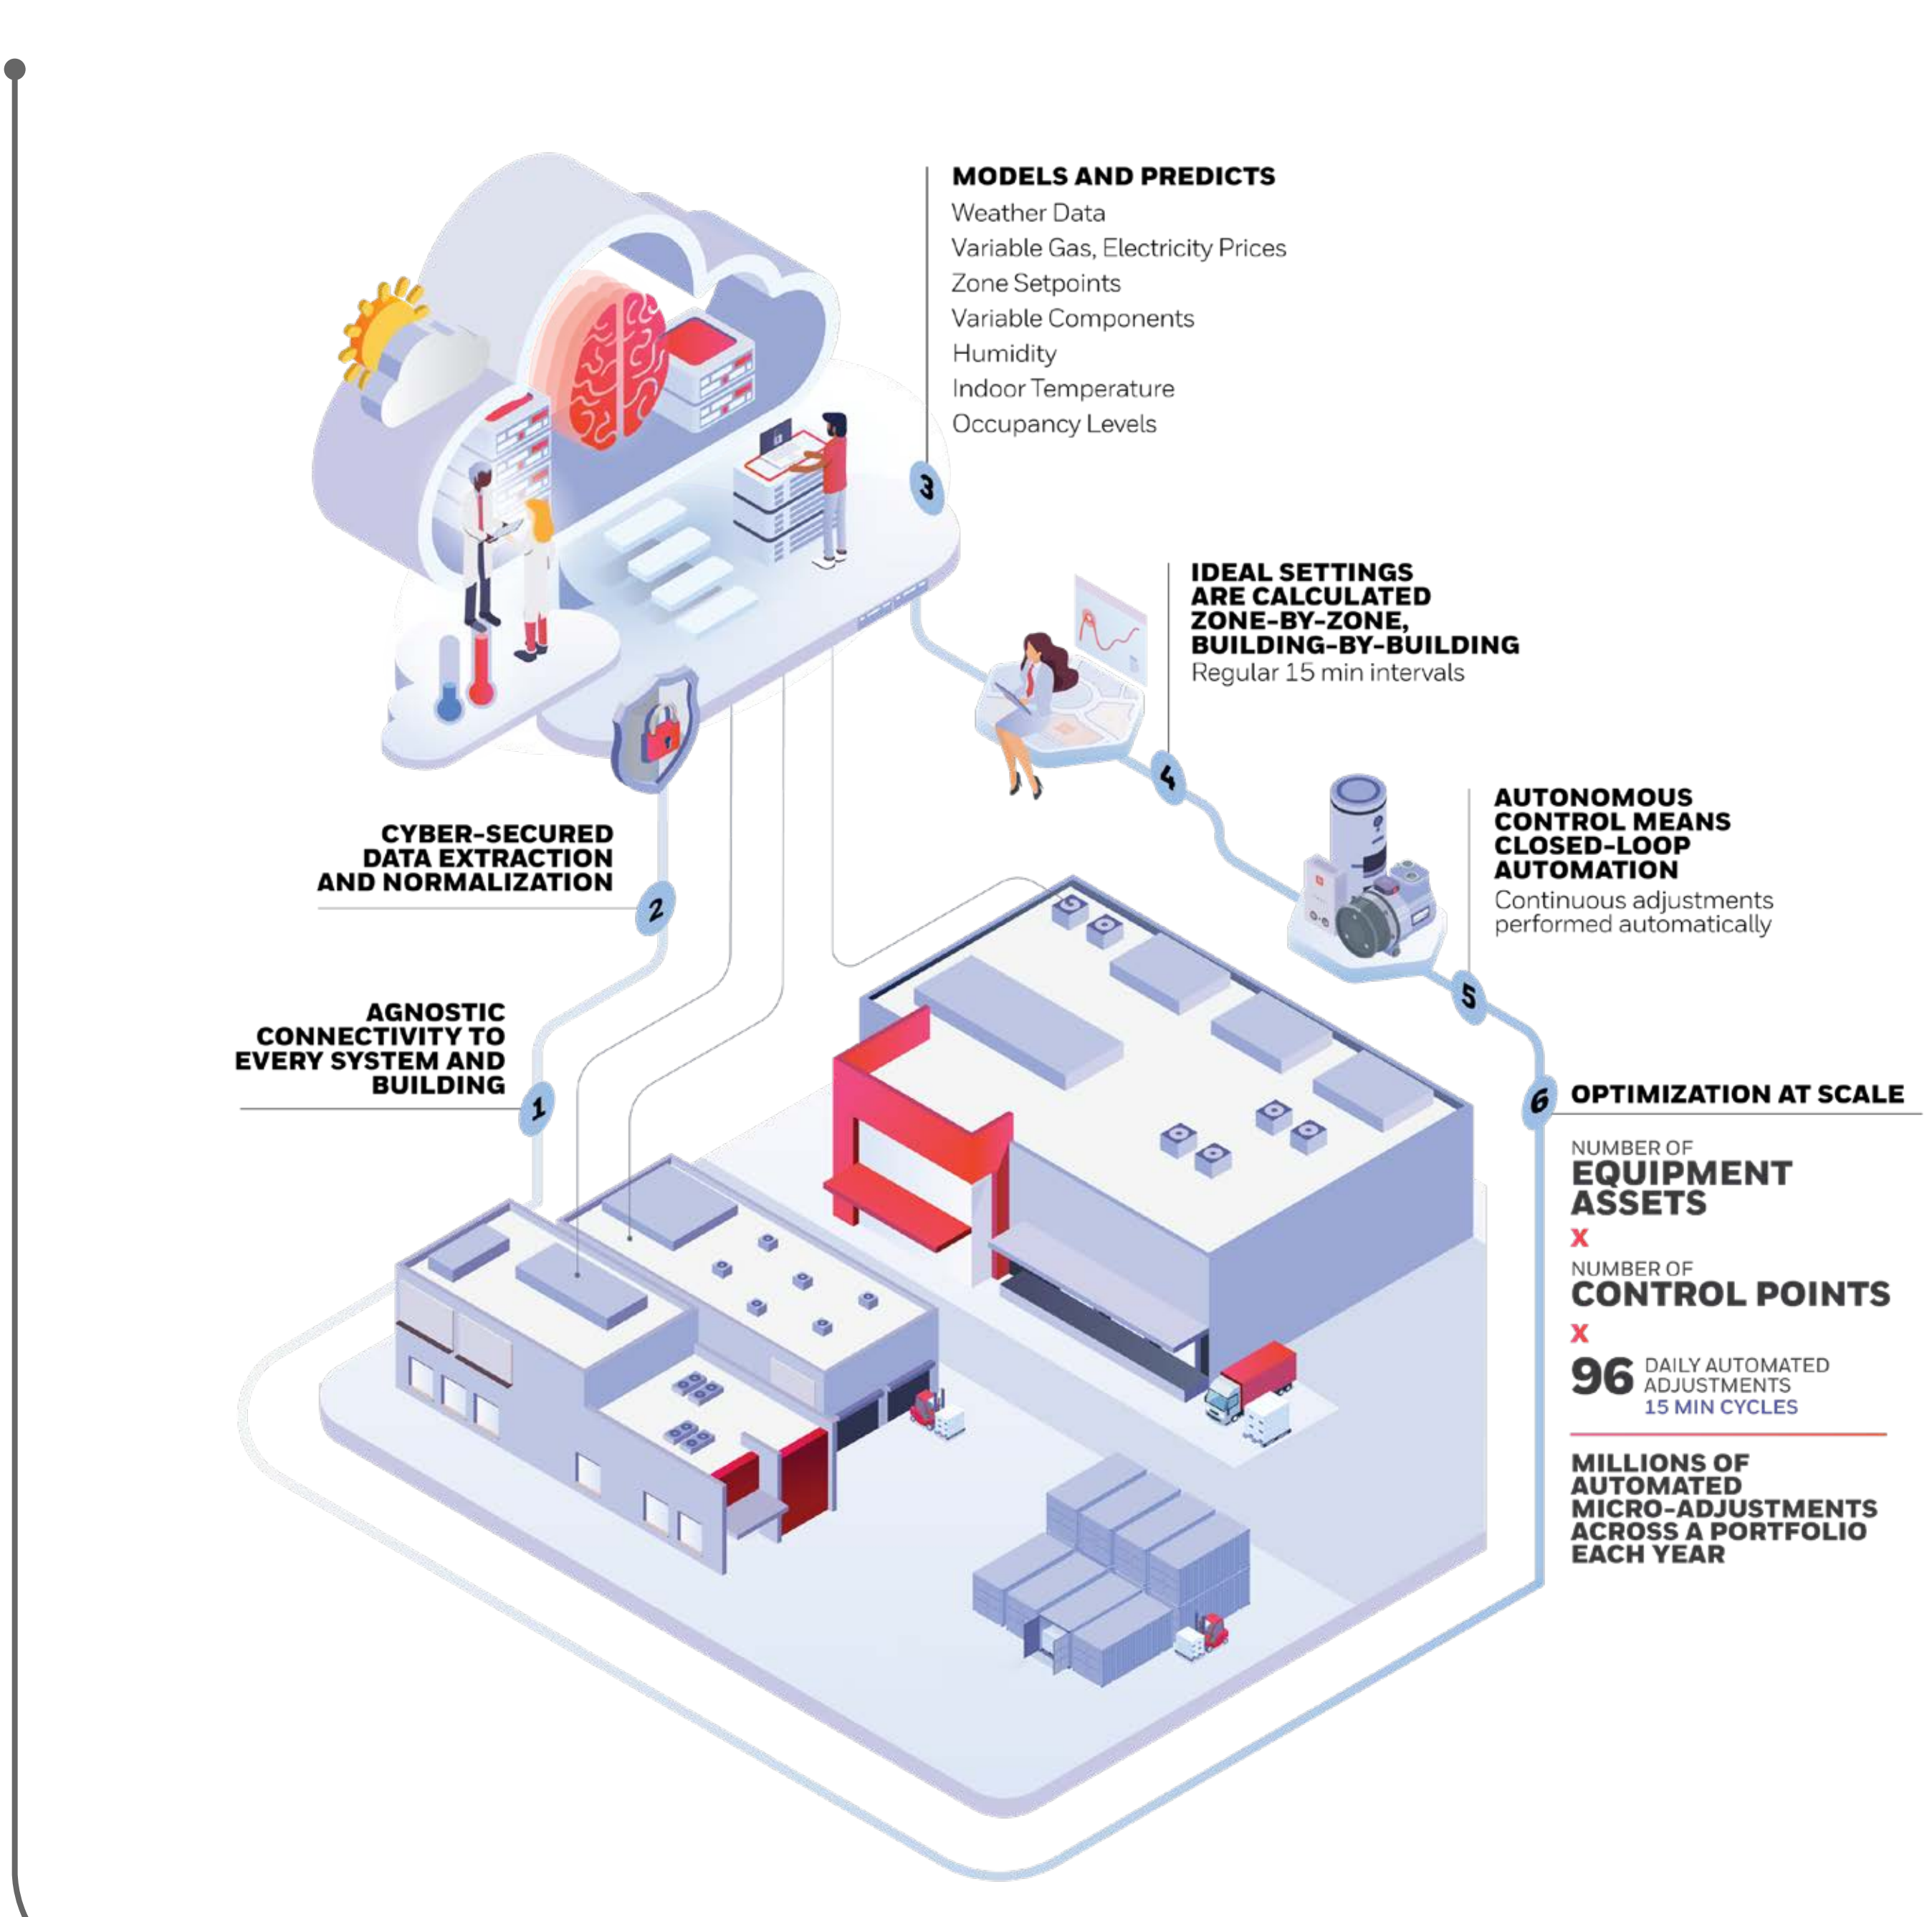 MODELS AND PREDICTS
Weather Data
Variable Gas, Electricity Prices
Zone Setpoints
Variable Components
Humidity
Indoor Temperature
Occupancy Levels
3
IDEAL SETTINGS
ARE CALCULATED
ZONE-BY-ZONE,
BUILDING-BY-BUILDING
Regular 15 min intervals
4
AUTONOMOUS
CONTROL MEANS
CLOSED-LOOP
AUTOMATION
Continuous adjustments
performed automatically
5
CYBER-SECURED
DATA EXTRACTION
AND NORMALIZATION
2
AGNOSTIC
CONNECTIVITY TO
EVERY SYSTEM AND
BUILDING
1
6
OPTIMIZATION AT SCALE
NUMBER OF
EQUIPMENT
ASSETS
X
NUMBER OF
CONTROL POINTS
X
96 DAILY AUTOMATED
ADJUSTMENTS
15 MIN CYCLES
MILLIONS OF
AUTOMATED
MICRO-ADJUSTMENTS
ACROSS A PORTFOLIO
EACH YEAR